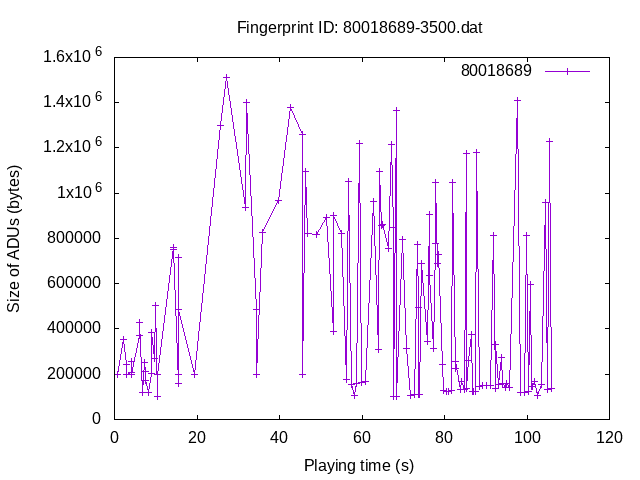 Fingerprint ID: 80018689-3500.dat
80018689
Size of ADUs (bytes)
1.6x10^6
1.4x10^6
1.2x10^6
1x10^6
800000
600000
400000
200000
0
0 20 40 60 80 100 120
Playing time (s)